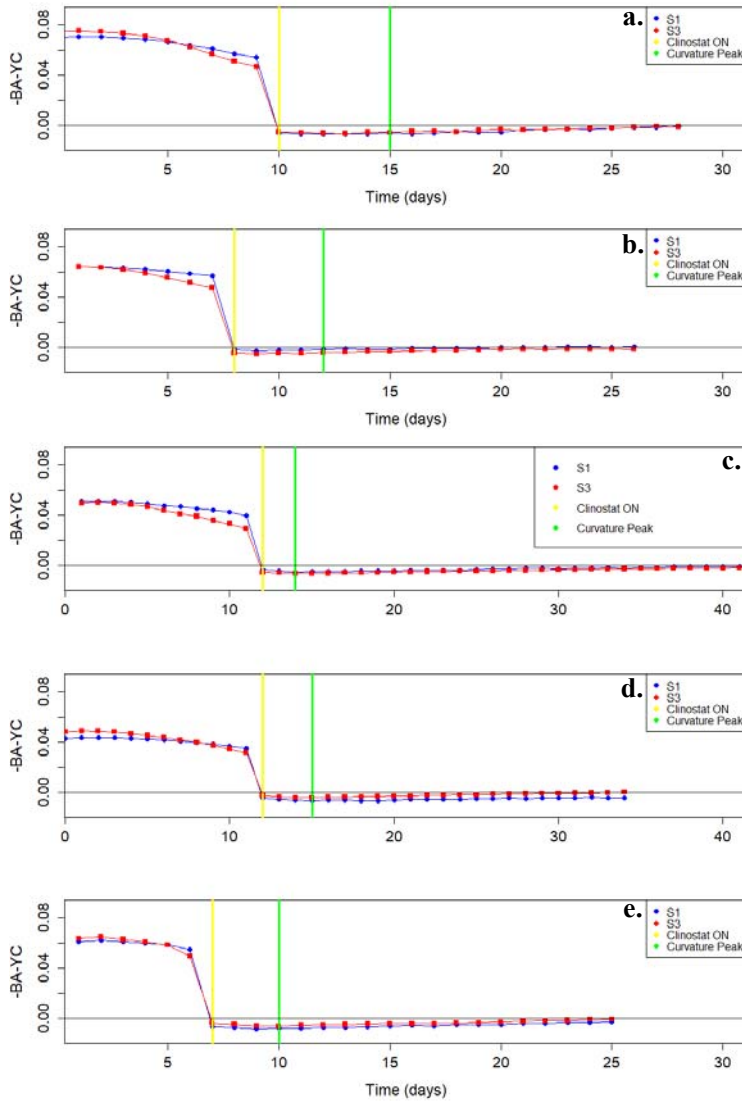 a.
S1
S3
Clinostat ON
Curvature Peak
-BA-YC
0.00 0.04 0.08
5 10 15 20 25 30
Time (days)
b.
S1
S3
Clinostat ON
Curvature Peak
-BA-YC
0.00 0.04 0.08
5 10 15 20 25 30
Time (days)
c.
S1
S3
Clinostat ON
Curvature Peak
-BA-YC
0.00 0.04 0.08
0 10 20 30 40
d.
S1
S3
Clinostat ON
Curvature Peak
-BA-YC
0.00 0.04 0.08
0 10 20 30 40
e.
S1
S3
Clinostat ON
Curvature Peak
-BA-YC
0.00 0.04 0.08
5 10 15 20 25 30
Time (days)